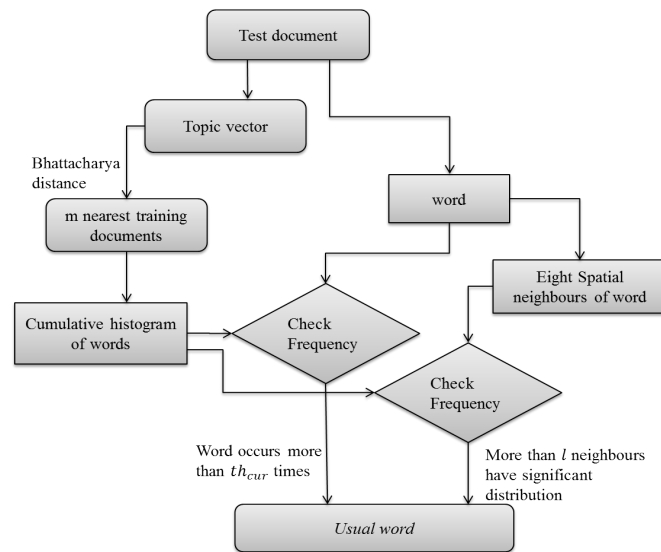 Test document
Topic vector
Bhattacharya
distance
m nearest training
documents
word
Eight Spatial
neighbours of word
Cumulative histogram
of words
Check
Frequency
Check
Frequency
Word occurs more
than th_cur times
More than l neighbours
have significant
distribution
Usual word